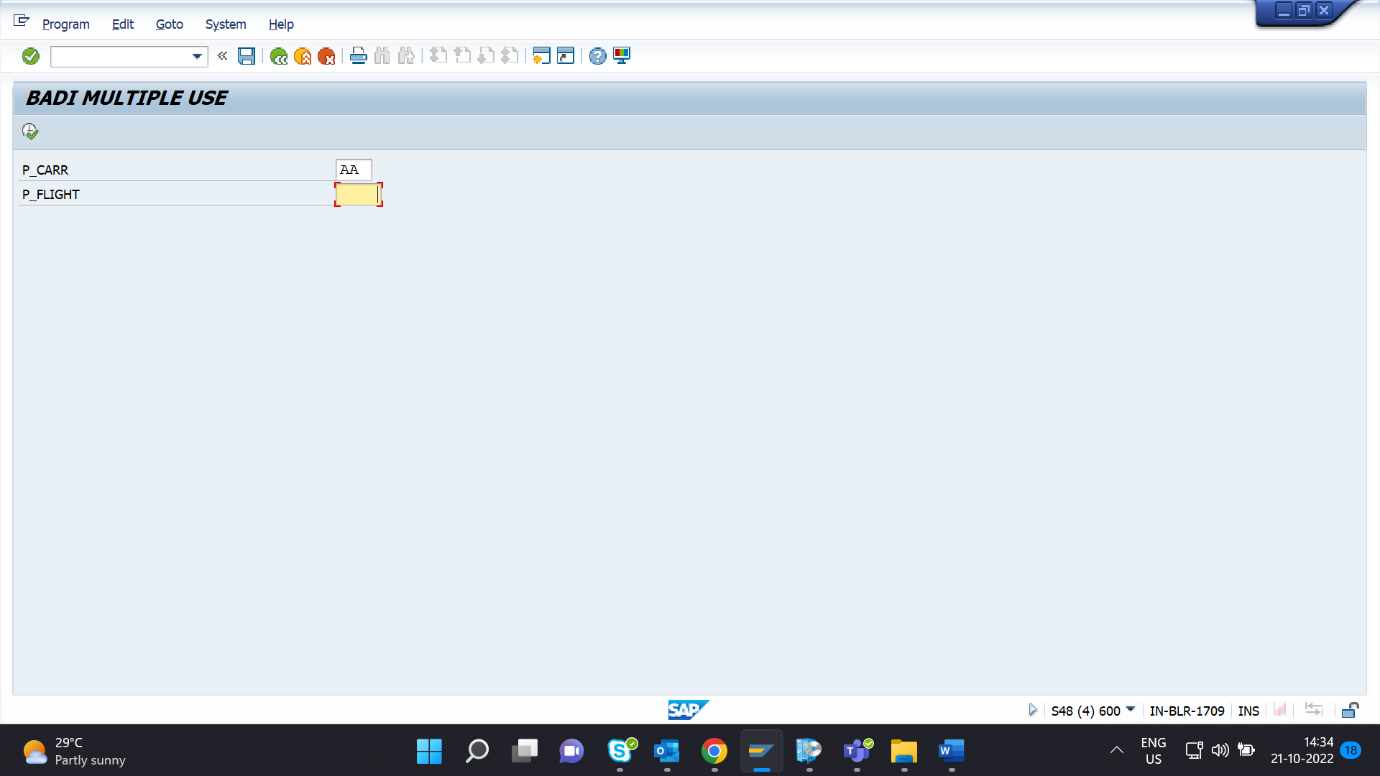 Program Edit Goto System Help
BADI MULTIPLE USE
P_CARR AA
P_FLIGHT
SAP
S48 (4) 600 IN-BLR-1709 INS
29°C
Partly sunny
ENG
US
14:34
21-10-2022
18